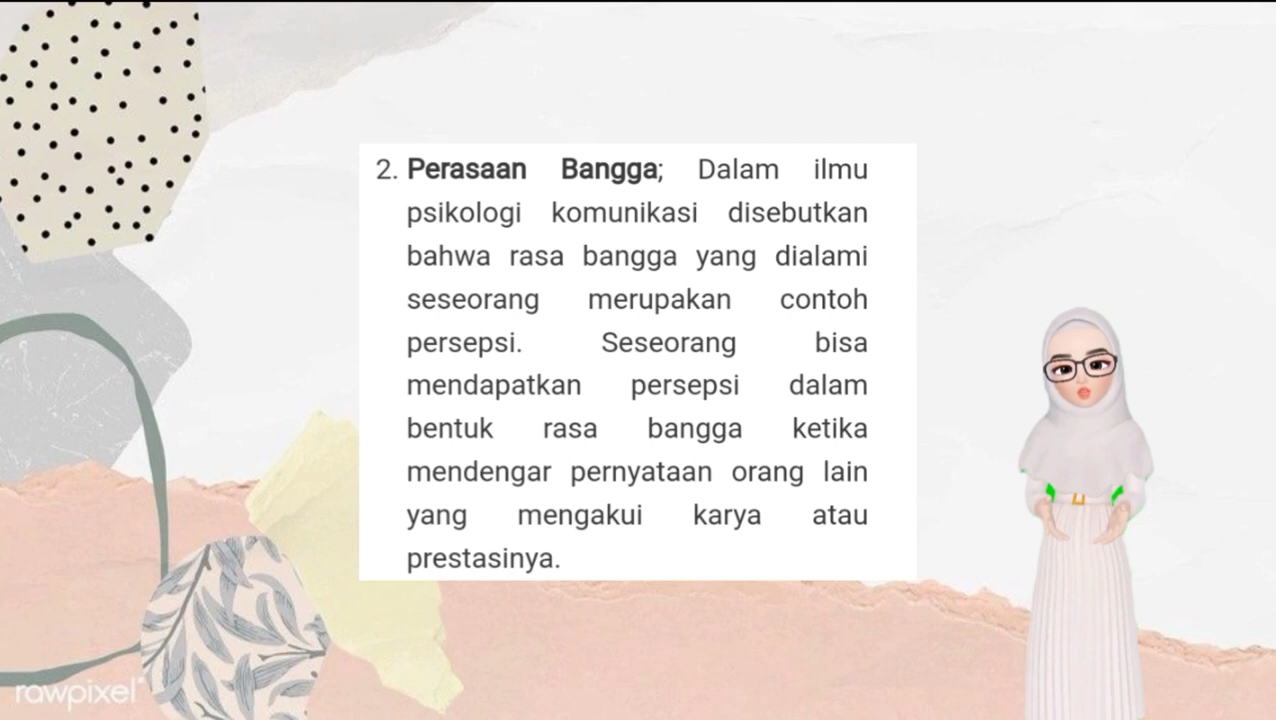 2. Perasaan Bangga; Dalam ilmu
psikologi komunikasi disebutkan
bahwa rasa bangga yang dialami
seseorang merupakan contoh
persepsi. Seseorang bisa
mendapatkan persepsi dalam
bentuk rasa bangga ketika
mendengar pernyataan orang lain
yang mengakui karya atau
prestasinya.
rawpixel